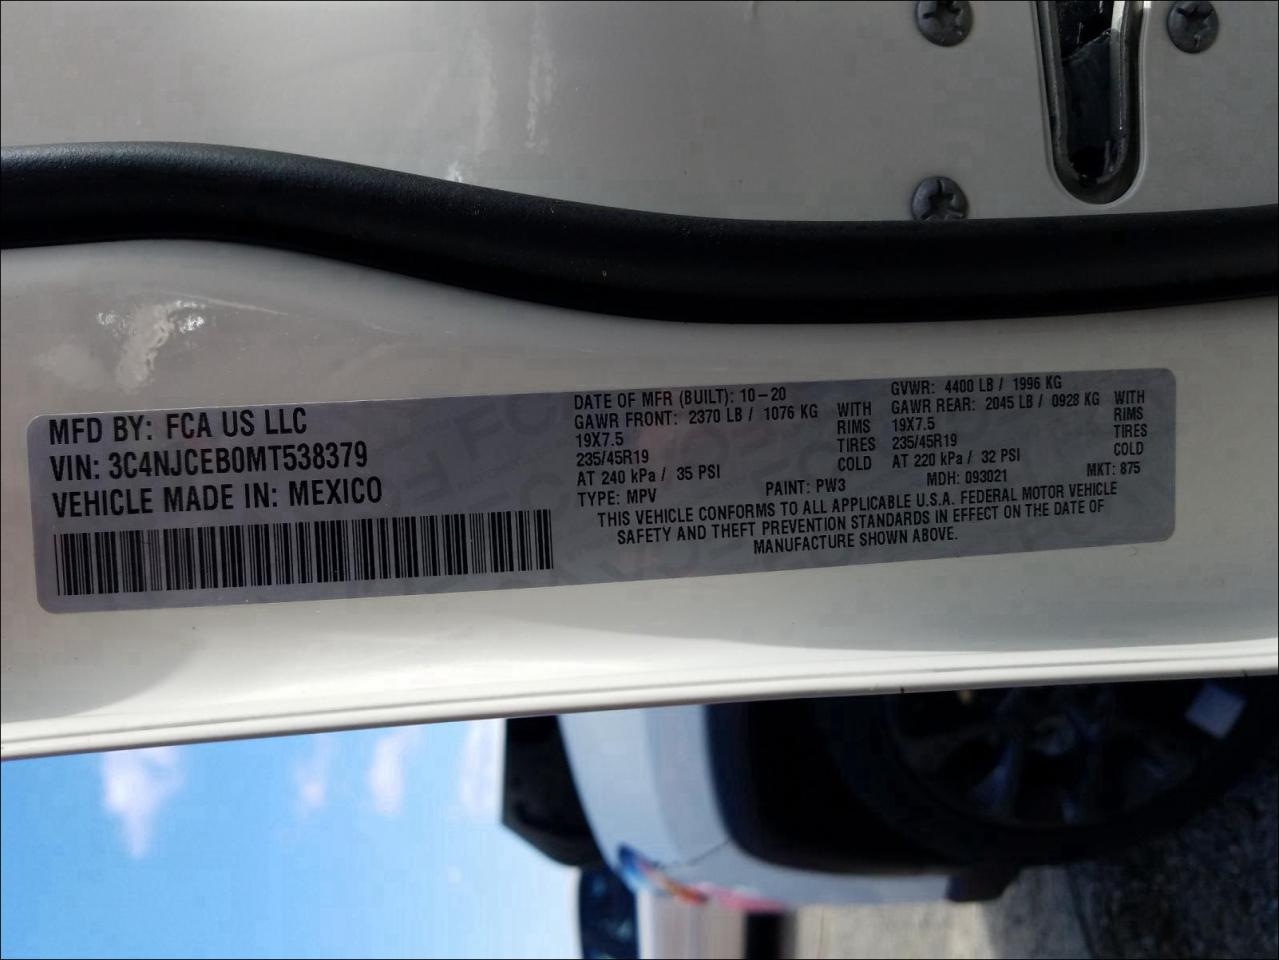 MFD BY: FCA US LLC
VIN: 3C4NJCEB0MT538379
VEHICLE MADE IN: MEXICO
DATE OF MFR (BUILT): 10-20
GAWR FRONT: 2370 LB / 1076 KG WITH
19X7.5 RIMS
235/45R19 TIRES
AT 240 kPa / 35 PSI COLD
GVWR: 4400 LB / 1996 KG
GAWR REAR: 2045 LB / 0928 KG WITH
19X7.5 RIMS
235/45R19 TIRES
AT 220 kPa / 32 PSI COLD
TYPE: MPV PAINT: PW3 MDH: 093021 MKT: 875
THIS VEHICLE CONFORMS TO ALL APPLICABLE U.S.A. FEDERAL MOTOR VEHICLE
SAFETY AND THEFT PREVENTION STANDARDS IN EFFECT ON THE DATE OF
MANUFACTURE SHOWN ABOVE.